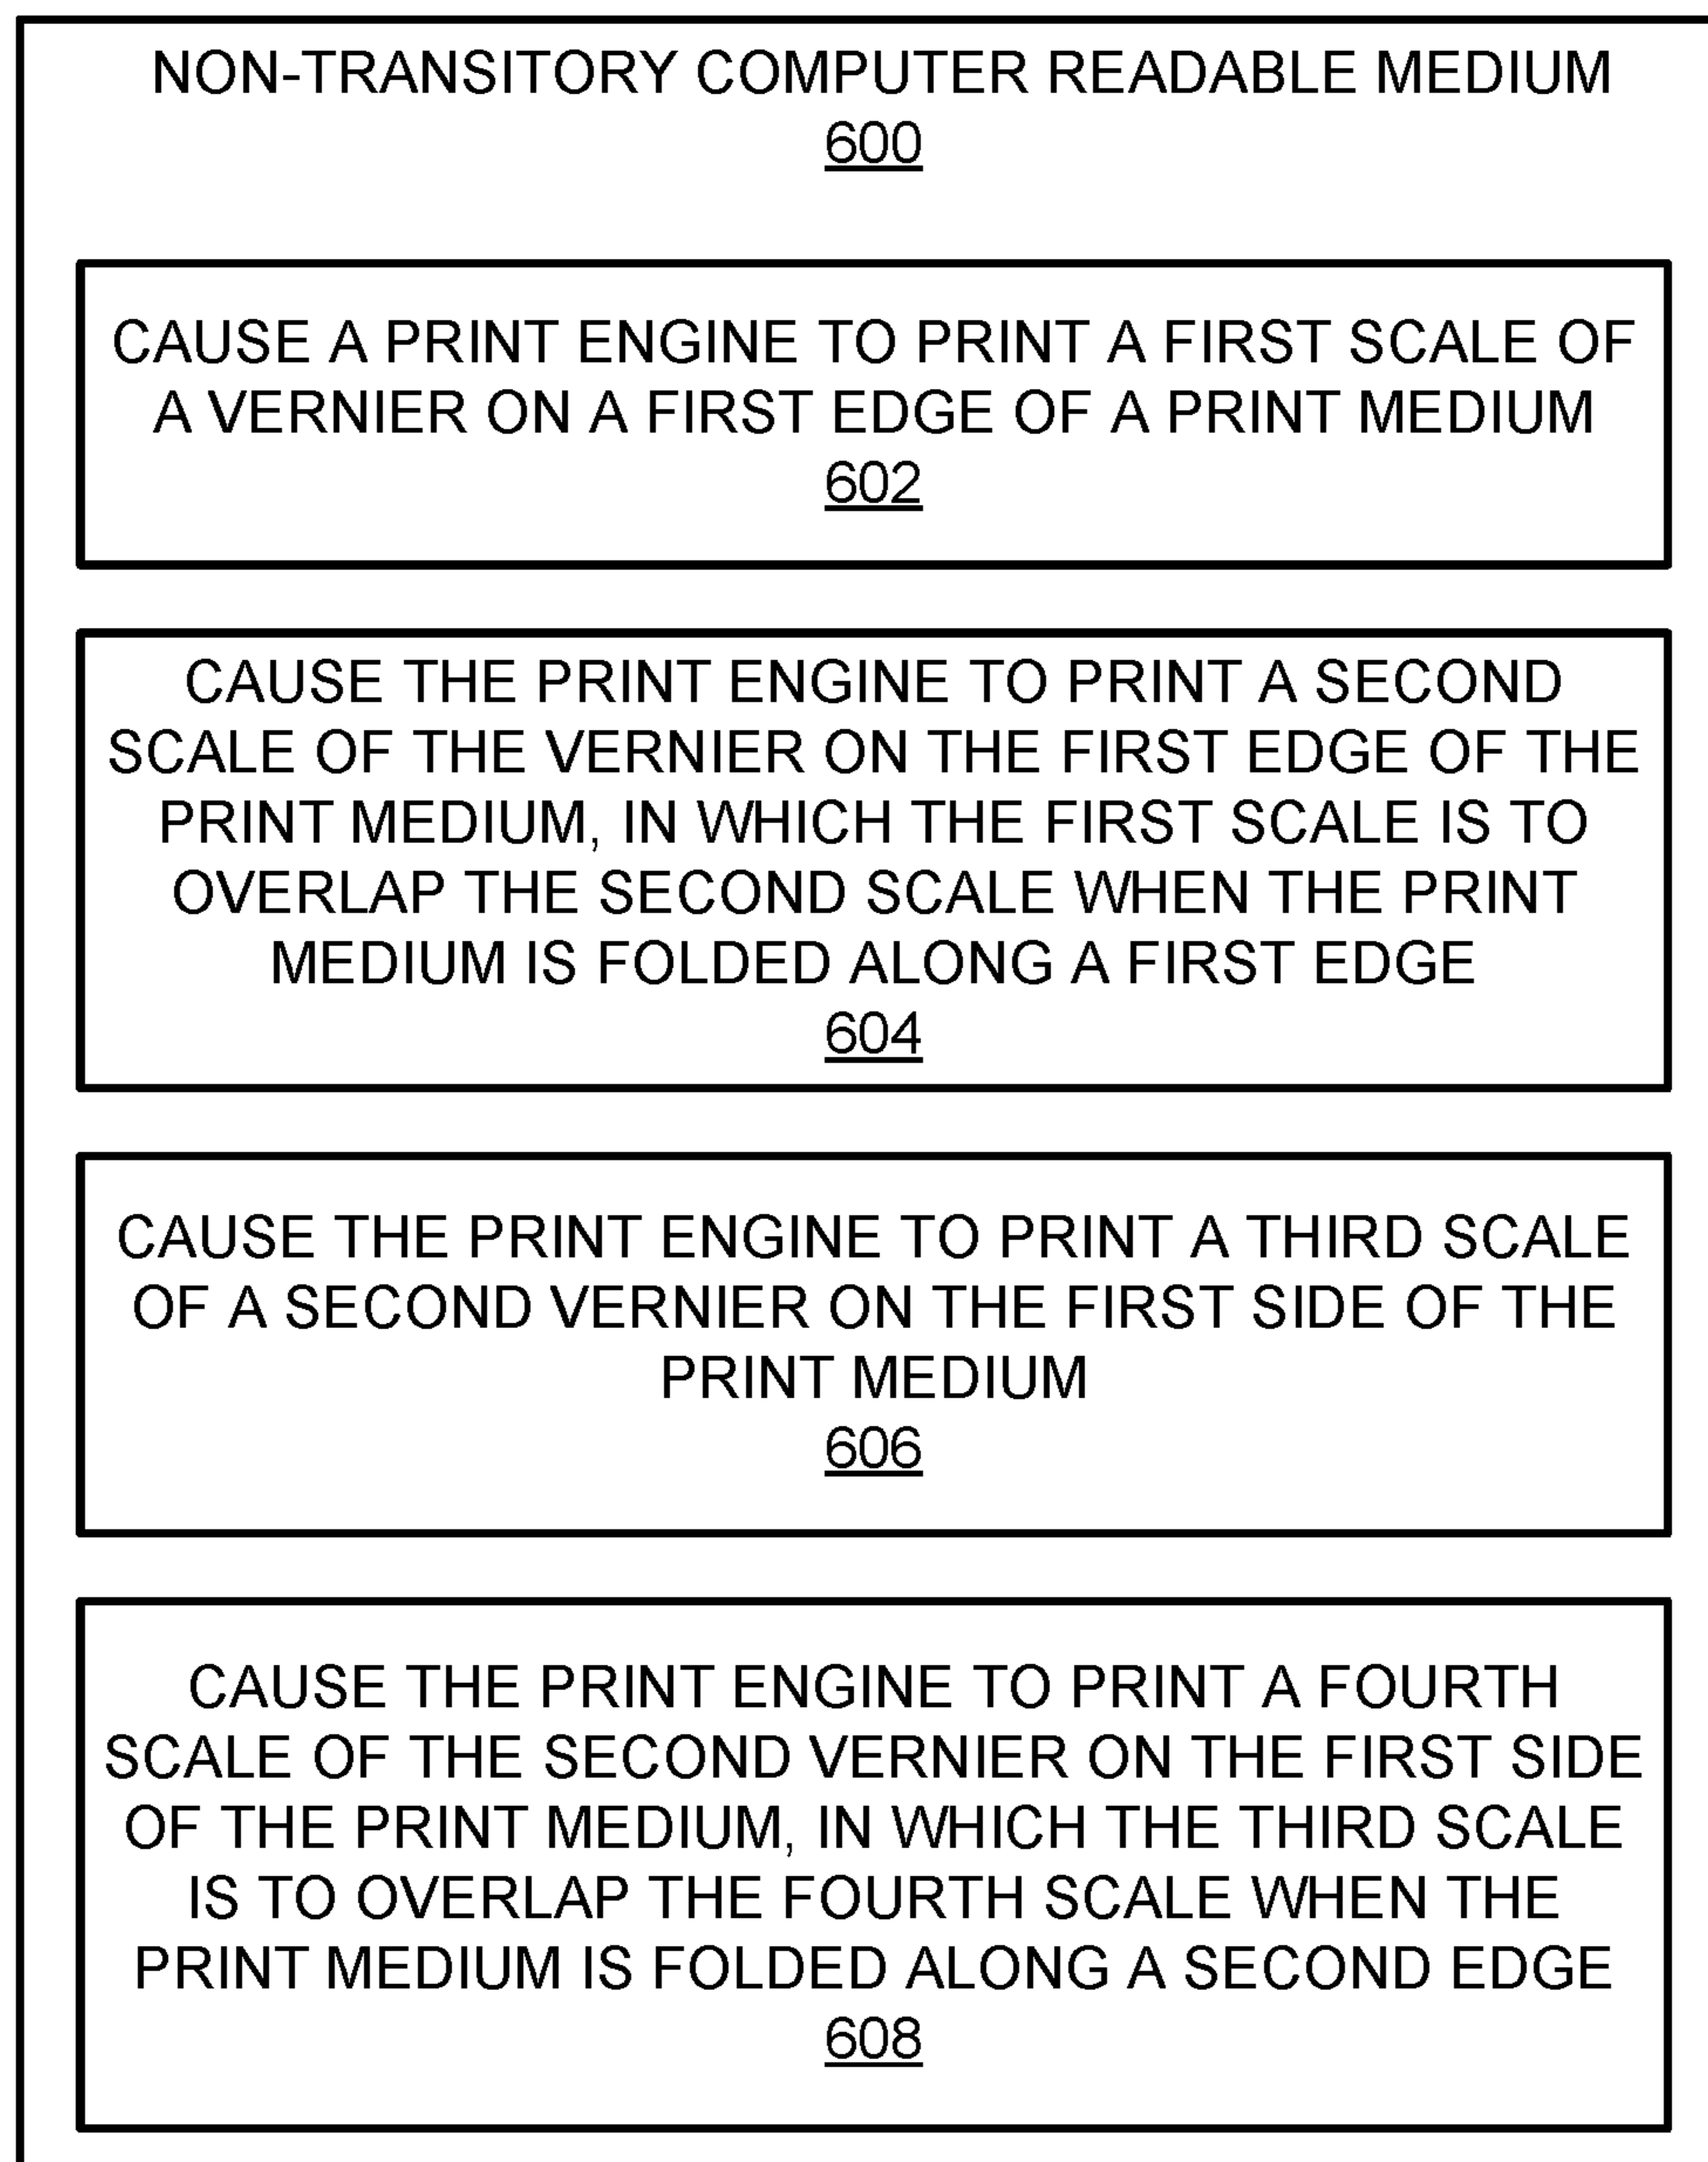 NON-TRANSITORY COMPUTER READABLE MEDIUM
600
CAUSE A PRINT ENGINE TO PRINT A FIRST SCALE OF
A VERNIER ON A FIRST EDGE OF A PRINT MEDIUM
602
CAUSE THE PRINT ENGINE TO PRINT A SECOND
SCALE OF THE VERNIER ON THE FIRST EDGE OF THE
PRINT MEDIUM, IN WHICH THE FIRST SCALE IS TO
OVERLAP THE SECOND SCALE WHEN THE PRINT
MEDIUM IS FOLDED ALONG A FIRST EDGE
604
CAUSE THE PRINT ENGINE TO PRINT A THIRD SCALE
OF A SECOND VERNIER ON THE FIRST SIDE OF THE
PRINT MEDIUM
606
CAUSE THE PRINT ENGINE TO PRINT A FOURTH
SCALE OF THE SECOND VERNIER ON THE FIRST SIDE
OF THE PRINT MEDIUM, IN WHICH THE THIRD SCALE
IS TO OVERLAP THE FOURTH SCALE WHEN THE
PRINT MEDIUM IS FOLDED ALONG A SECOND EDGE
608